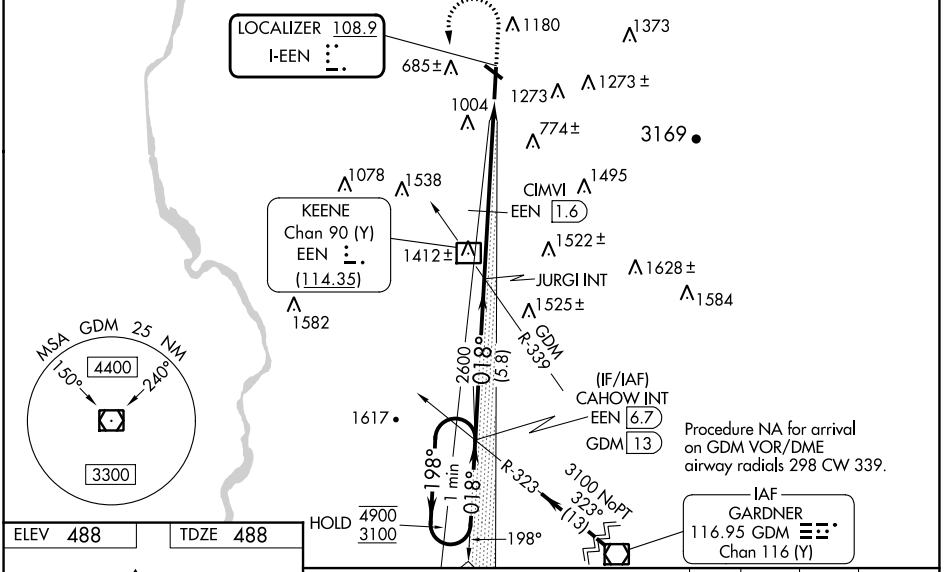 LOCALIZER 108.9
I-EEN
1180
1373
685±
1273
1273±
1004
774±
3169
1078
1538
CIMVI
EEN 1.6
1495
KEENE
Chan 90 (Y)
EEN
(114.35)
1412±
1522±
JURGI INT
1628±
1584
1525±
1582
GDM
R-339
MSA GDM 25 NM
150°
4400
240°
3300
2600
018°
(5.8)
(IF/IAF)
CAHOW INT
EEN 6.7
GDM 13
1617
Procedure NA for arrival
on GDM VOR/DME
airway radials 298 CW 339.
198°
1 min
018°
R-323
3100 NoPT
323°
(13)
IAF
GARDNER
116.95 GDM
Chan 116 (Y)
HOLD 4900
3100
198°
ELEV 488
TDZE 488